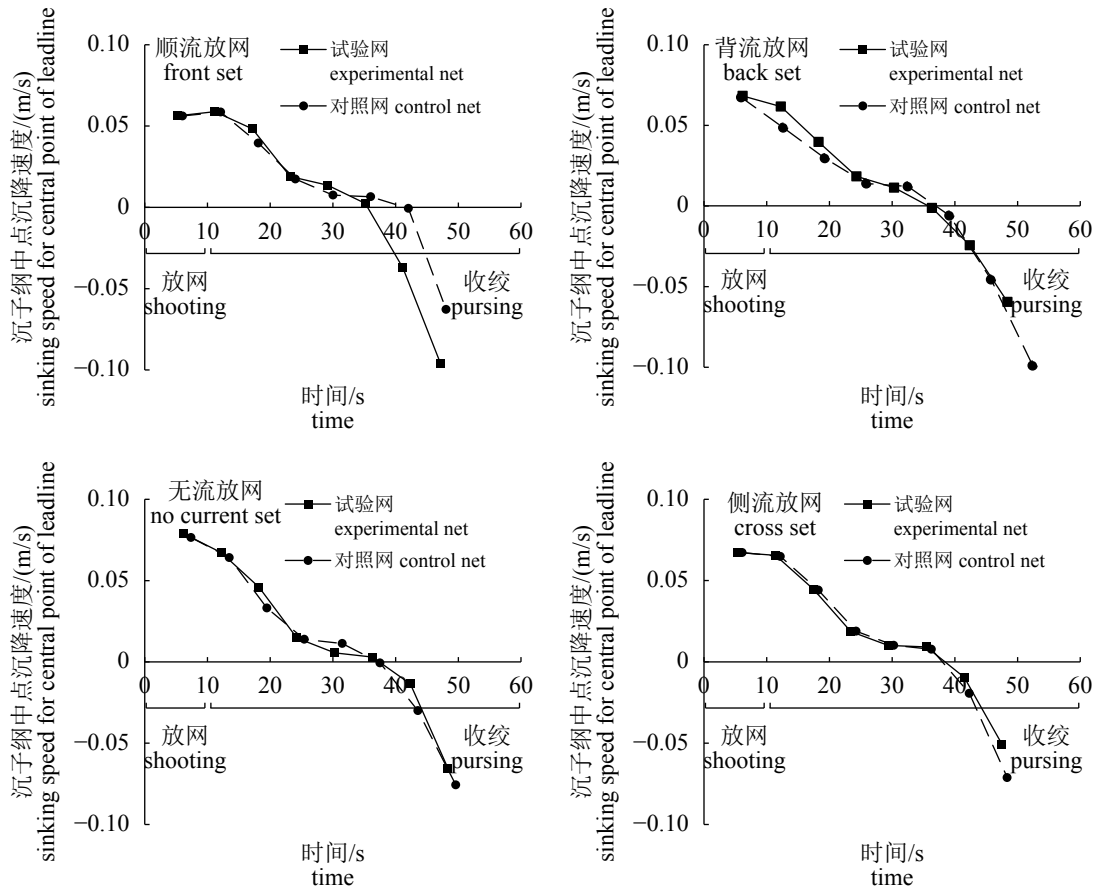 沉子纲中点沉降速度/(m/s)
sinking speed for central point of leadline
0.10
0.05
0
−0.05
−0.10
顺流放网
front set
试验网
experimental net
对照网 control net
0 10 20 30 40 50 60
放网
shooting
收绞
pursing
时间/s
time
沉子纲中点沉降速度/(m/s)
sinking speed for central point of leadline
0.10
0.05
0
−0.05
−0.10
背流放网
back set
试验网
experimental net
对照网 control net
0 10 20 30 40 50 60
放网
shooting
收绞
pursing
时间/s
time
沉子纲中点沉降速度/(m/s)
sinking speed for central point of leadline
0.10
0.05
0
−0.05
−0.10
无流放网
no current set
试验网
experimental net
对照网 control net
0 10 20 30 40 50 60
放网
shooting
收绞
pursing
时间/s
time
沉子纲中点沉降速度/(m/s)
sinking speed for central point of leadline
0.10
0.05
0
−0.05
−0.10
侧流放网
cross set
试验网
experimental net
对照网 control net
0 10 20 30 40 50 60
放网
shooting
收绞
pursing
时间/s
time